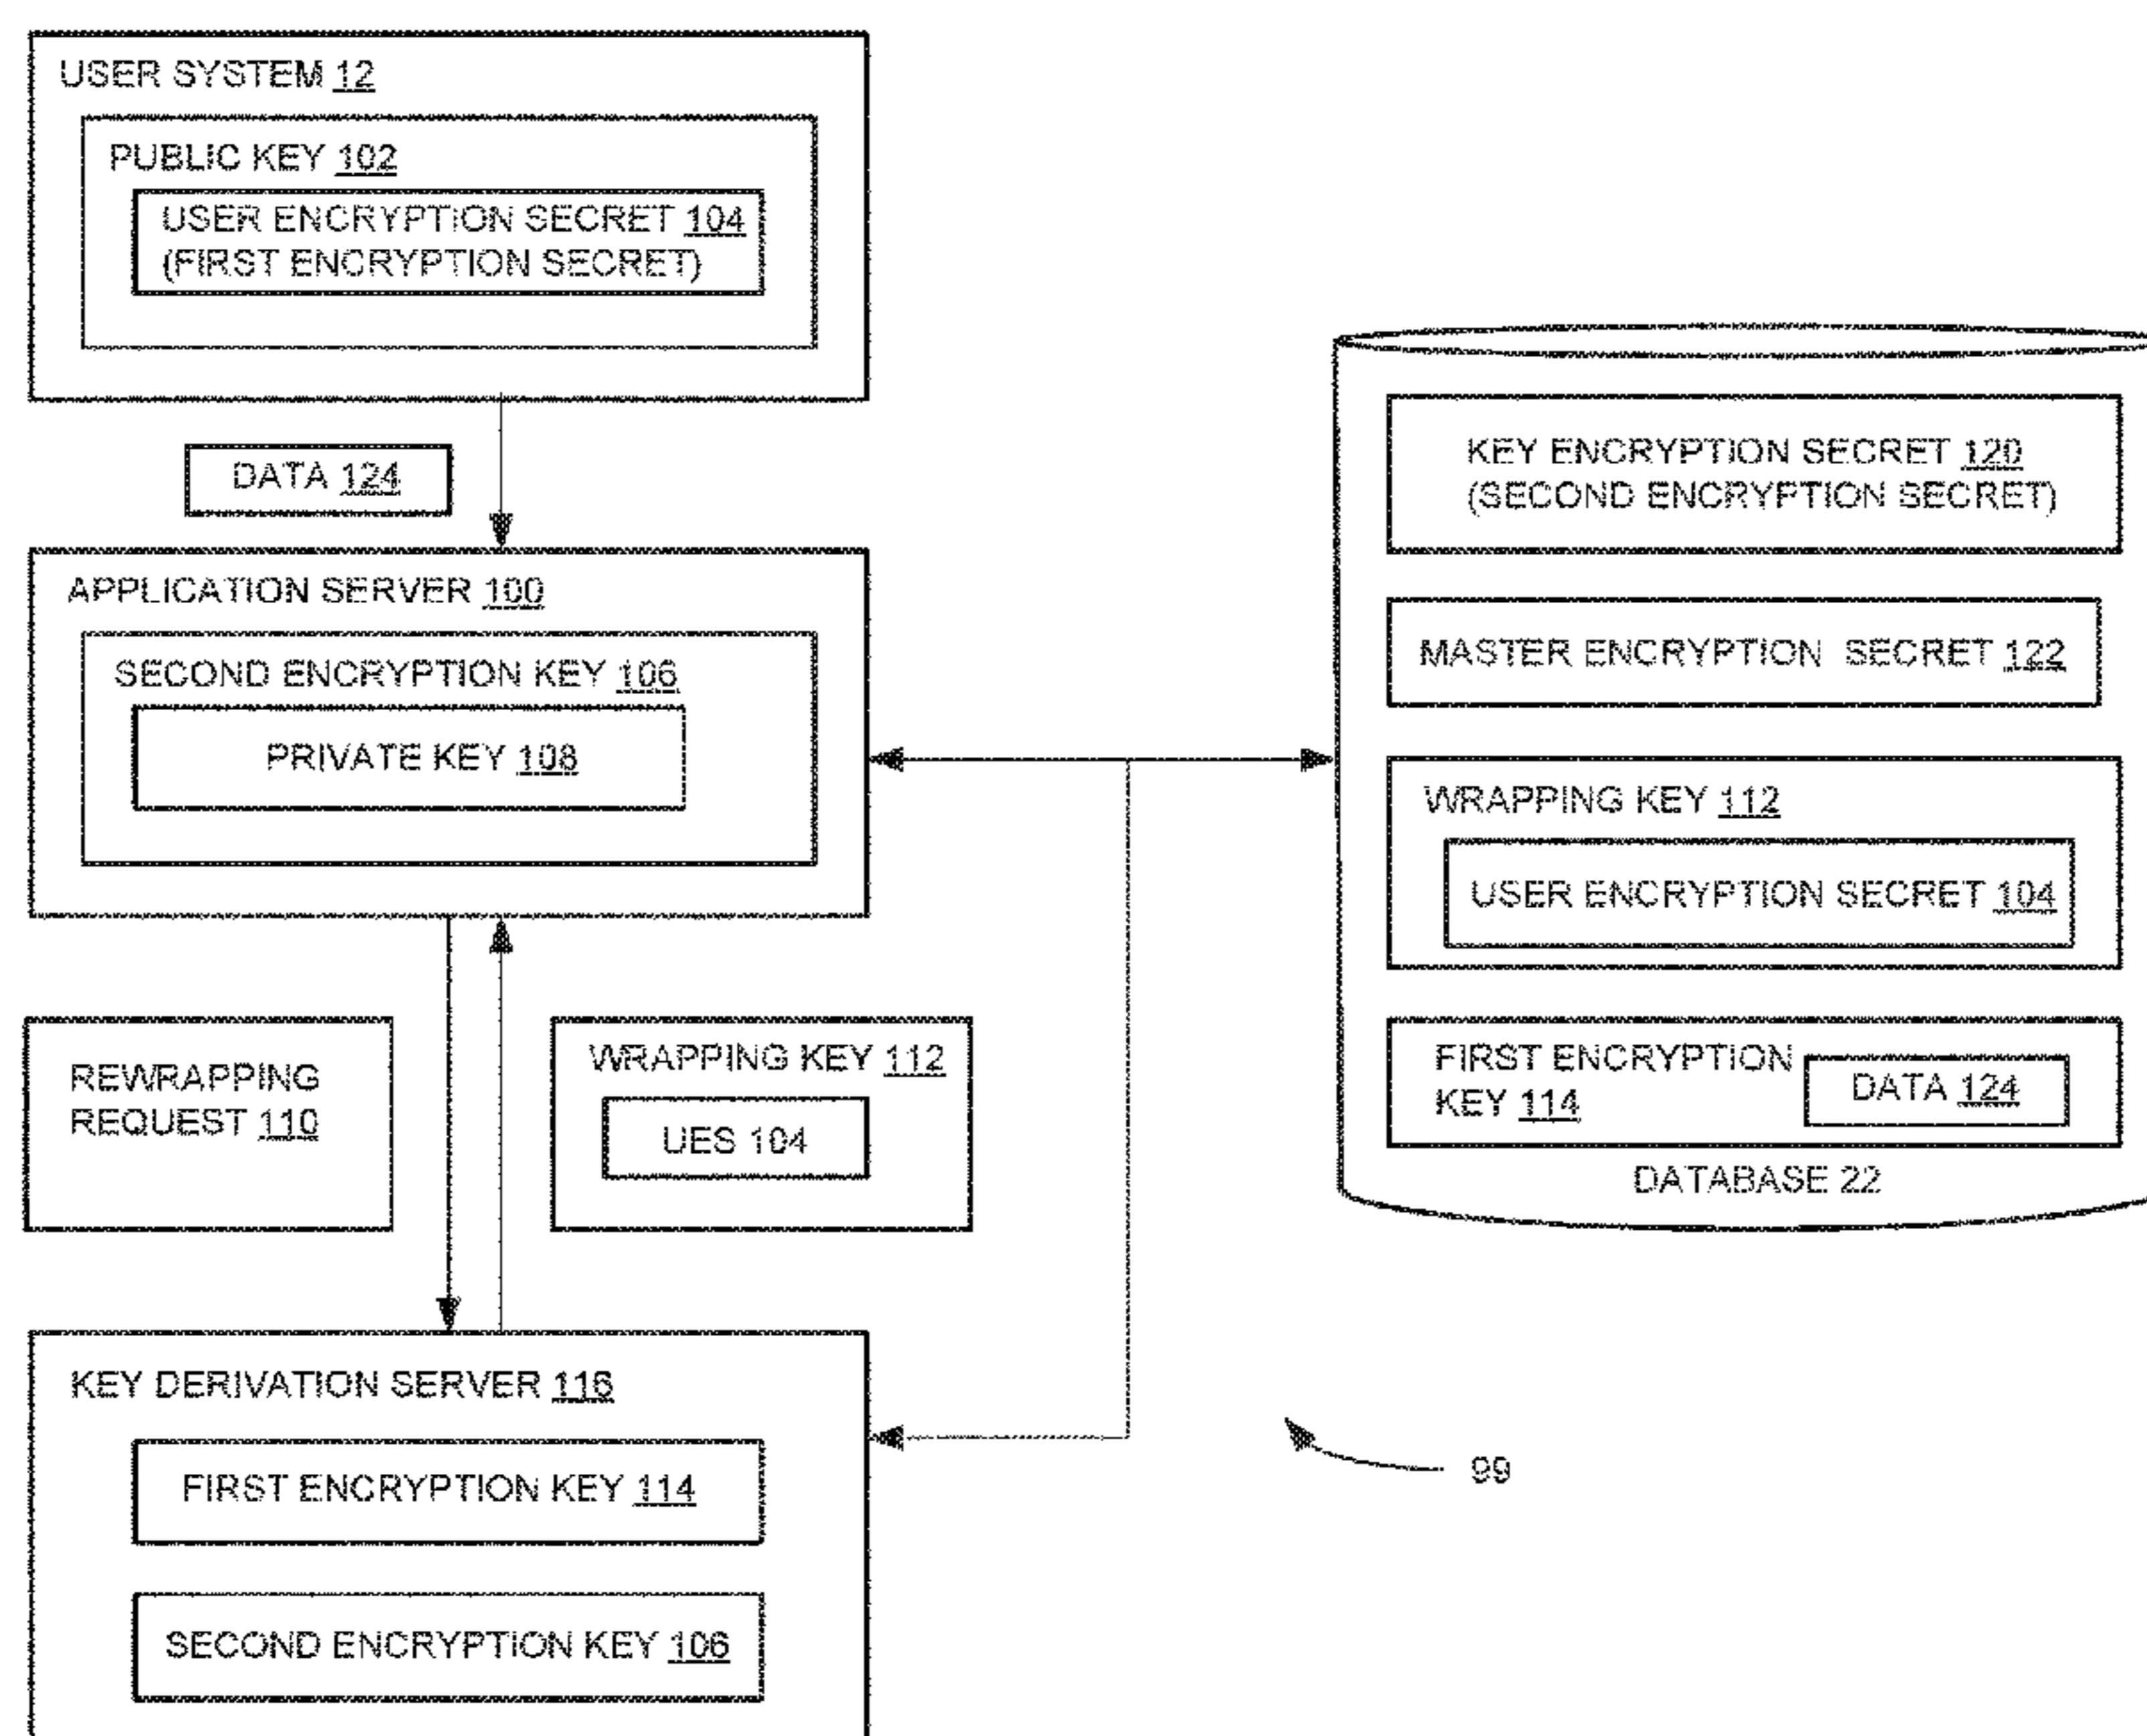 USER SYSTEM 12
PUBLIC KEY 102
USER ENCRYPTION SECRET 104
(FIRST ENCRYPTION SECRET)
DATA 124
APPLICATION SERVER 100
SECOND ENCRYPTION KEY 106
PRIVATE KEY 108
REWRAPPING
REQUEST 110
WRAPPING KEY 112
UES 104
KEY DERIVATION SERVER 116
FIRST ENCRYPTION KEY 114
SECOND ENCRYPTION KEY 106
KEY ENCRYPTION SECRET 120
(SECOND ENCRYPTION SECRET)
MASTER ENCRYPTION SECRET 122
WRAPPING KEY 112
USER ENCRYPTION SECRET 104
FIRST ENCRYPTION
KEY 114
DATA 124
DATABASE 22
99